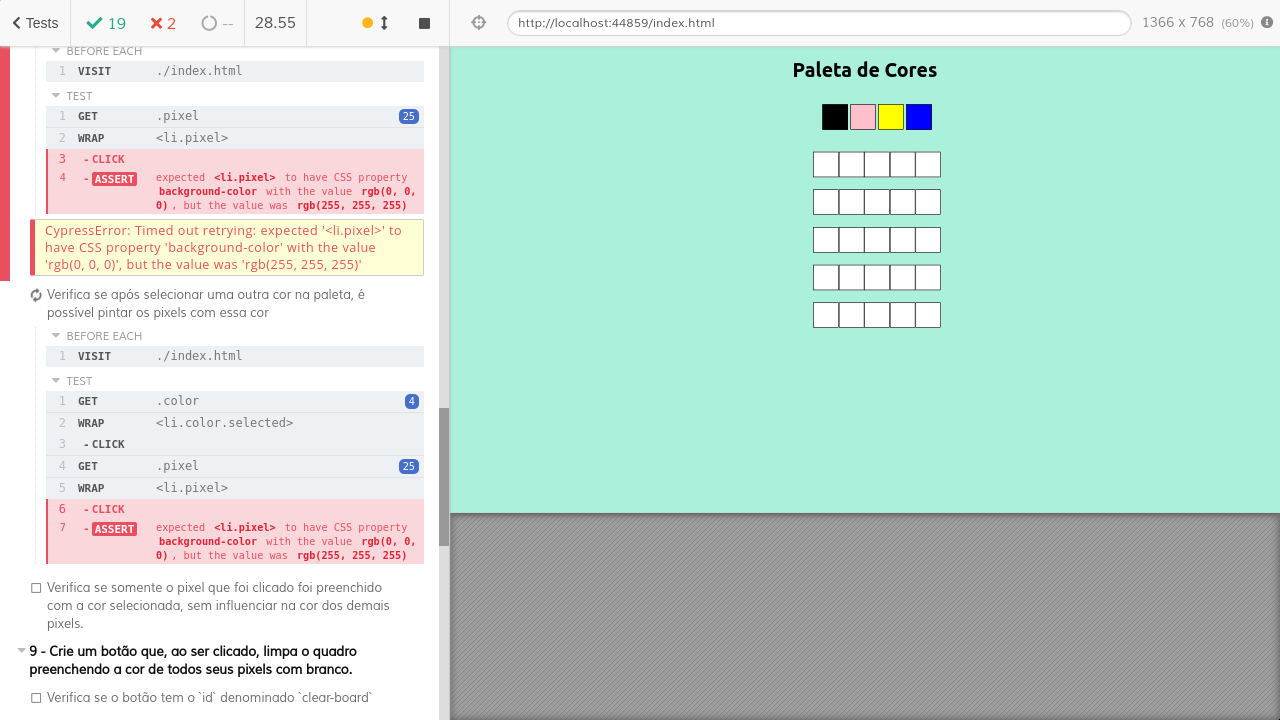 Tests 19 2 -- 28.55 http://localhost:44859/index.html 1366 x 768 (60%)
BEFORE EACH
1 VISIT ./index.html
TEST
1 GET .pixel 25
2 WRAP <li.pixel>
3 - CLICK
4 - ASSERT expected <li.pixel> to have CSS property
background-color with the value rgb(0, 0,
0), but the value was rgb(255, 255, 255)
CypressError: Timed out retrying: expected '<li.pixel>' to
have CSS property 'background-color' with the value
'rgb(0, 0, 0)', but the value was 'rgb(255, 255, 255)'
Verifica se após selecionar uma outra cor na paleta, é
possível pintar os pixels com essa cor
BEFORE EACH
1 VISIT ./index.html
TEST
1 GET .color 4
2 WRAP <li.color.selected>
3 - CLICK
4 GET .pixel 25
5 WRAP <li.pixel>
6 - CLICK
7 - ASSERT expected <li.pixel> to have CSS property
background-color with the value rgb(0, 0,
0), but the value was rgb(255, 255, 255)
Verifica se somente o pixel que foi clicado foi preenchido
com a cor selecionada, sem influenciar na cor dos demais
pixels.
9 - Crie um botão que, ao ser clicado, limpa o quadro
preenchendo a cor de todos seus pixels com branco.
Verifica se o botão tem o `id` denominado `clear-board`
Paleta de Cores